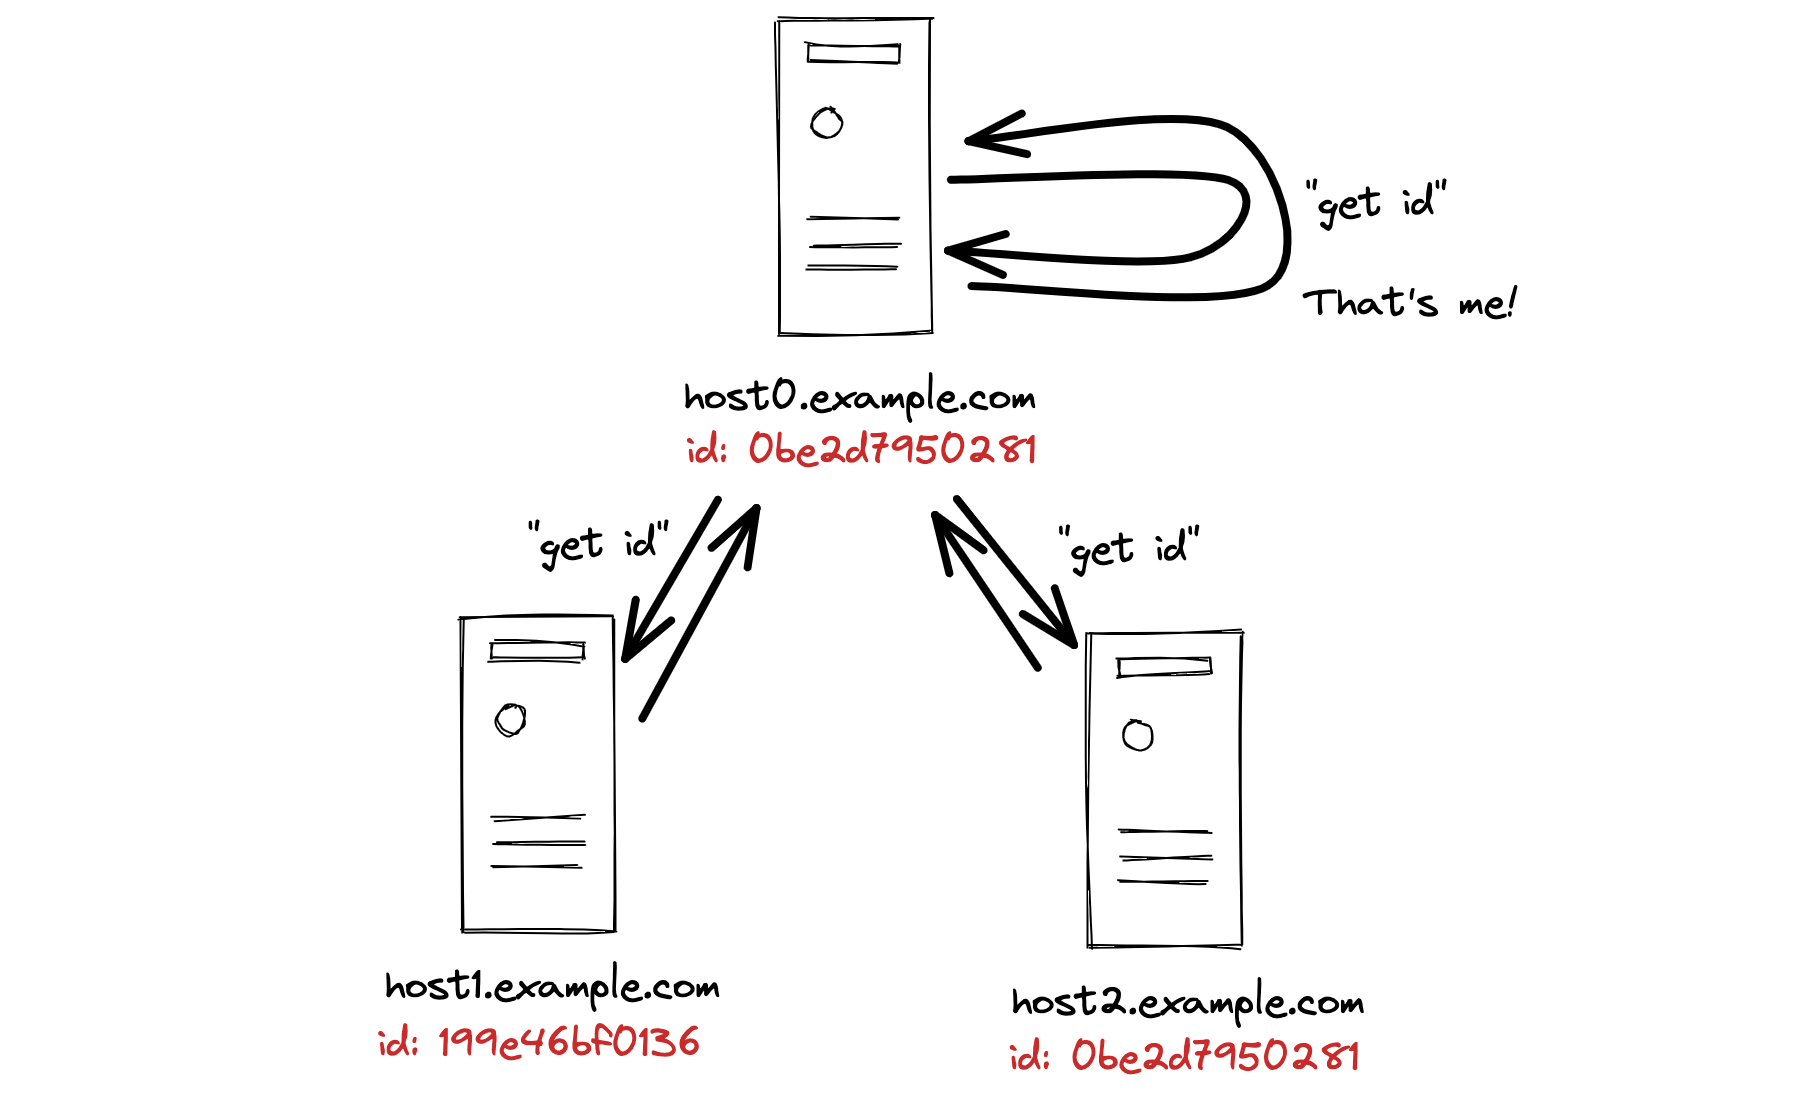 "get id"
That's me!
host0.example.com
id: 0be2d7950281
"get id"
"get id"
host1.example.com
id: 199e46bf0136
host2.example.com
id: 0be2d7950281